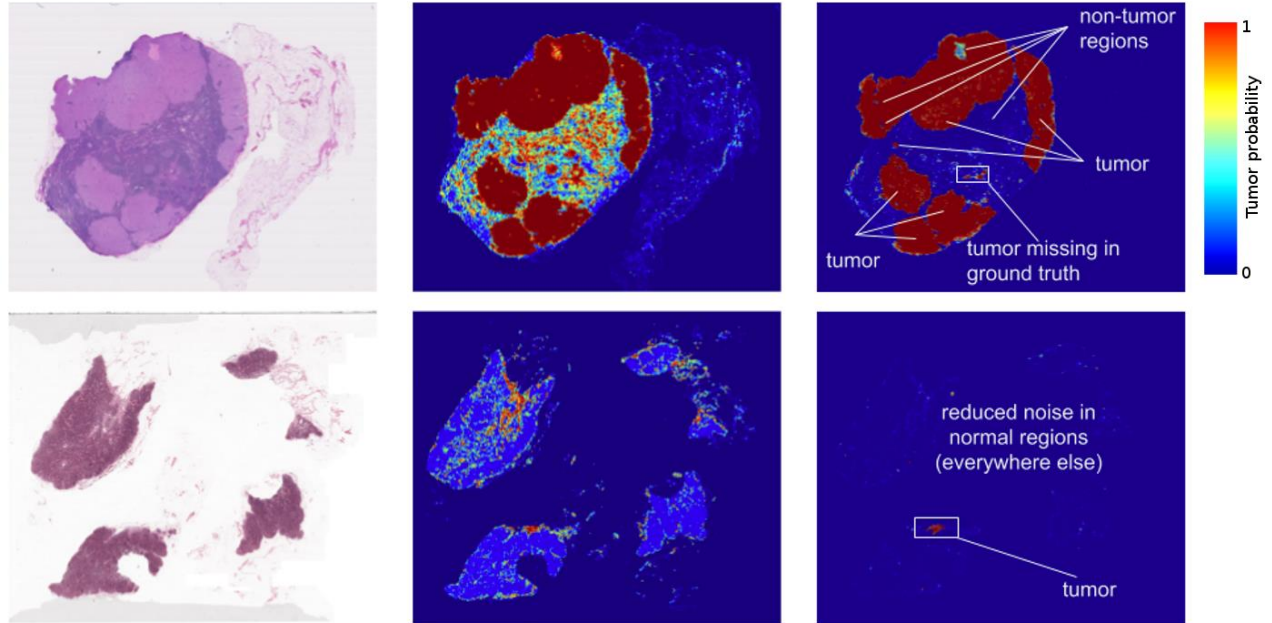 non-tumor
regions
tumor
tumor
tumor missing in
ground truth
1
Tumor probability
0
reduced noise in
normal regions
(everywhere else)
tumor